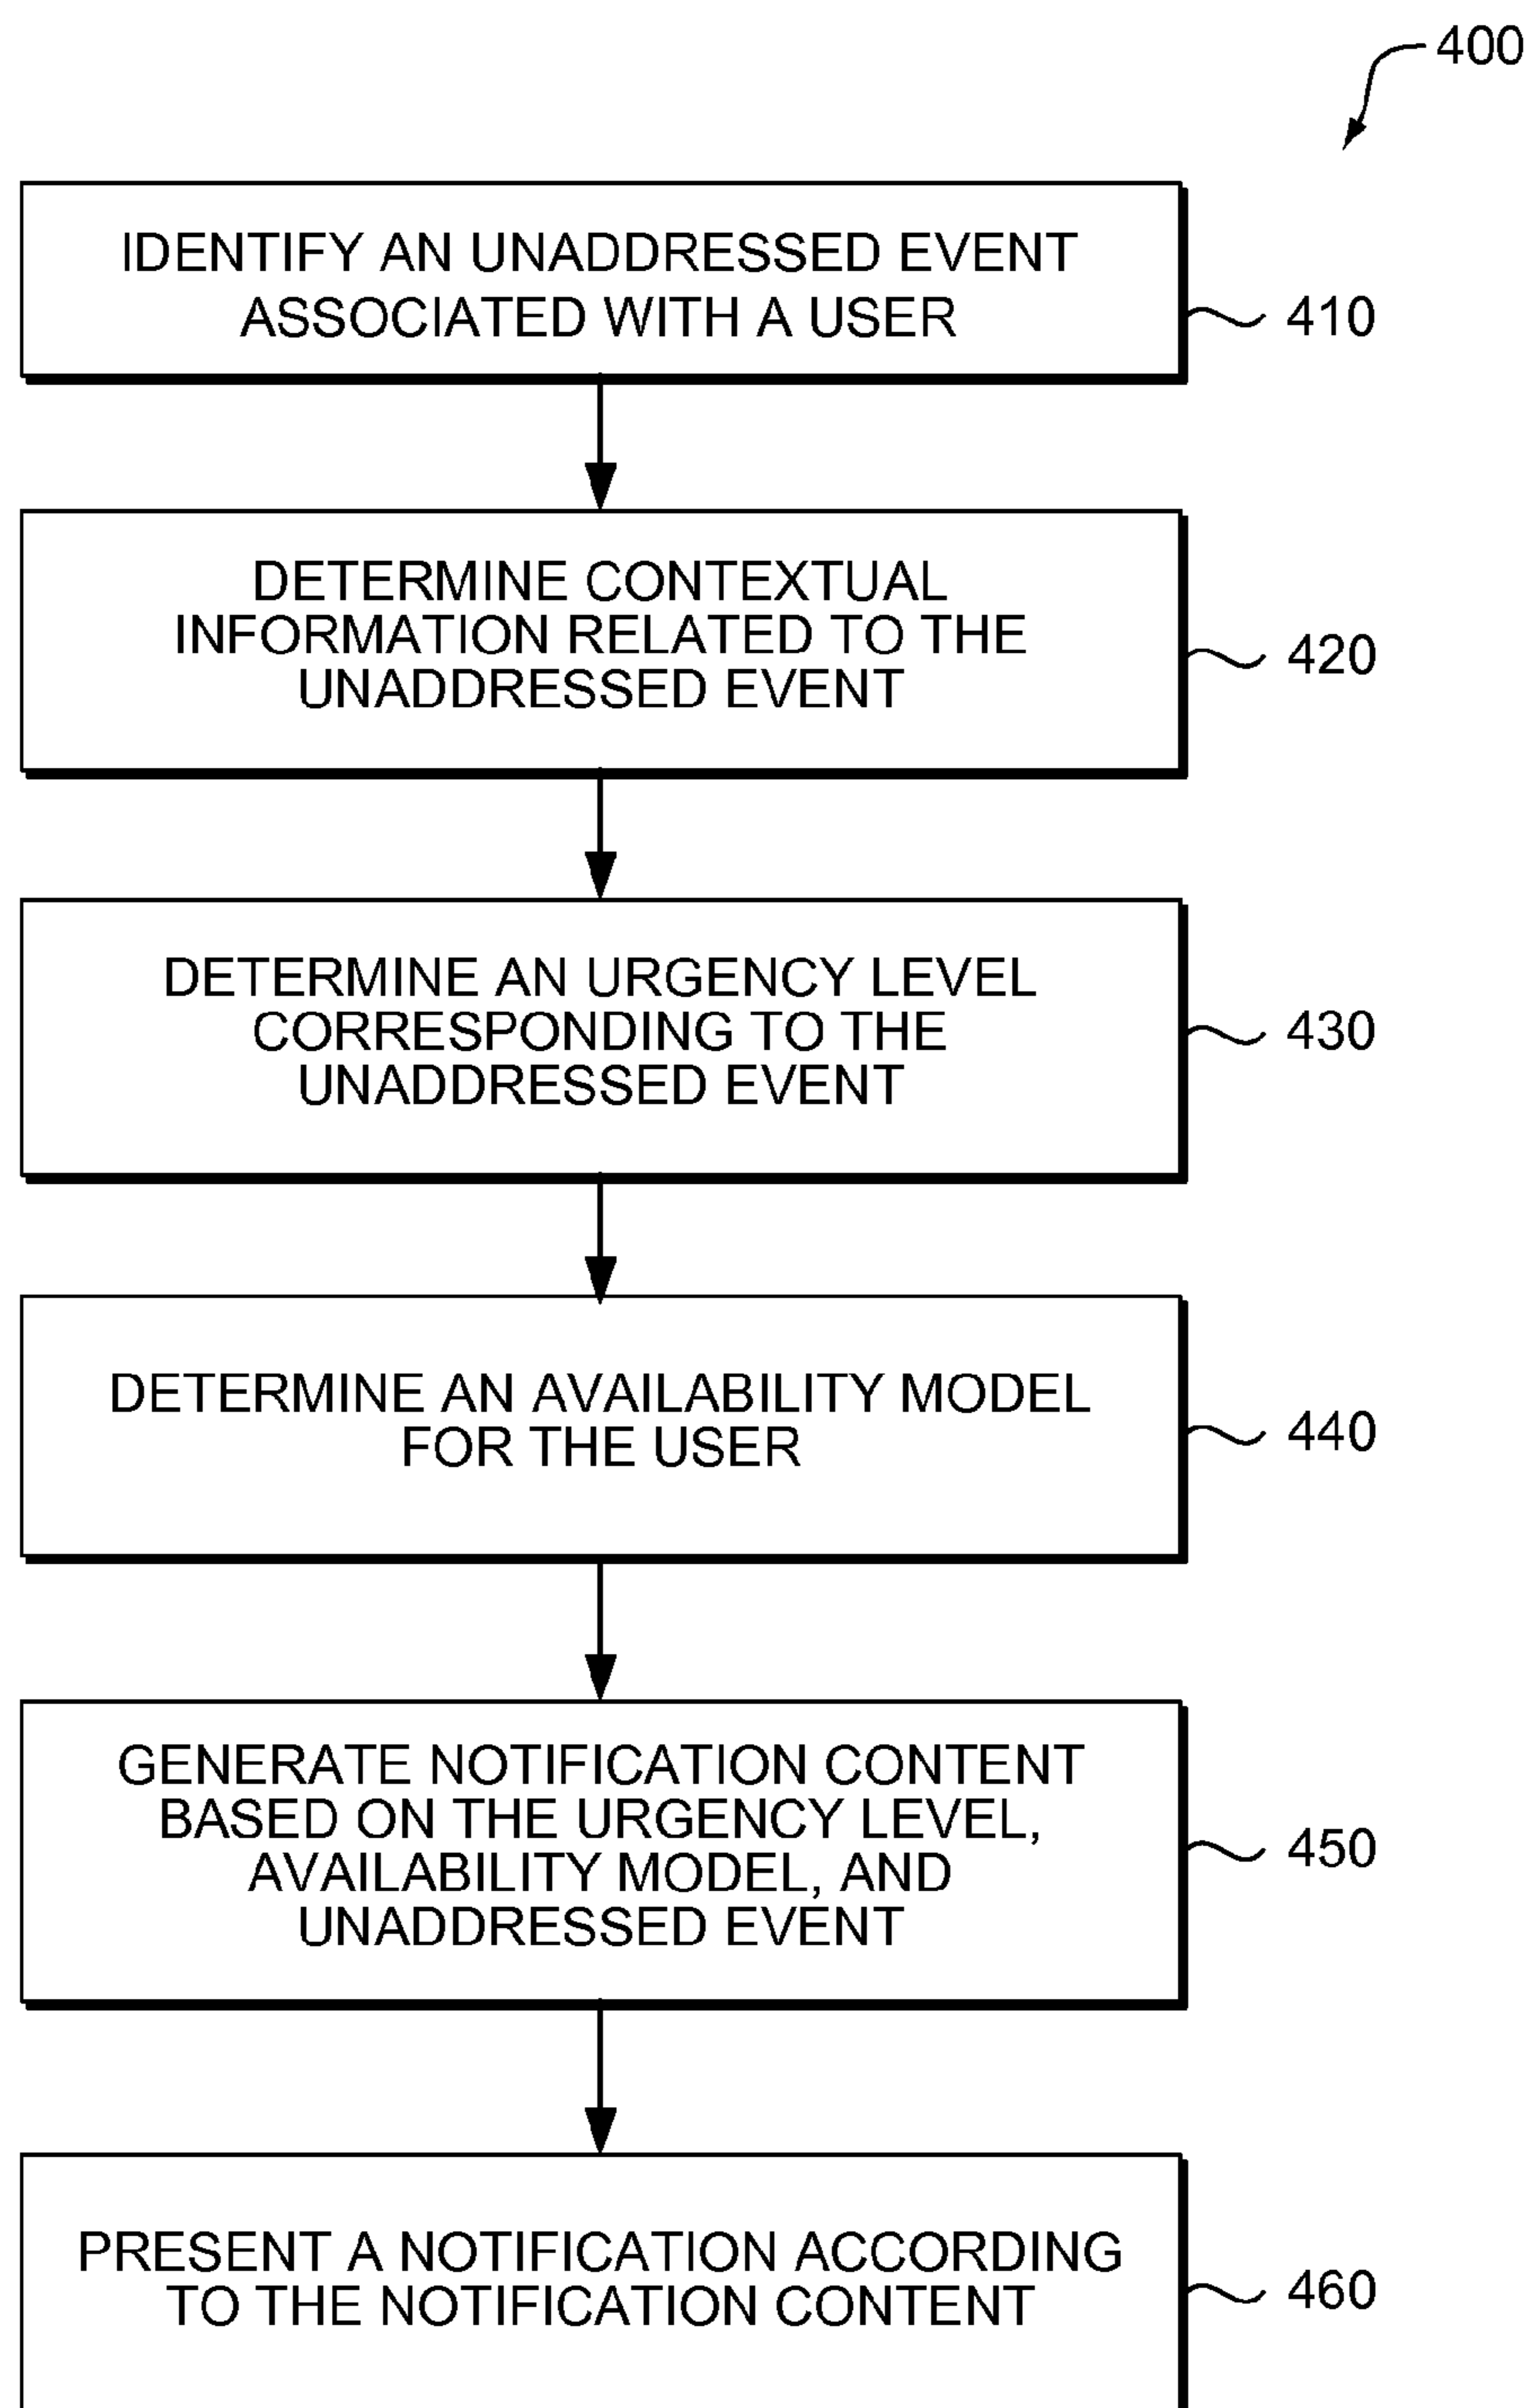 400
IDENTIFY AN UNADDRESSED EVENT
ASSOCIATED WITH A USER
410
DETERMINE CONTEXTUAL
INFORMATION RELATED TO THE
UNADDRESSED EVENT
420
DETERMINE AN URGENCY LEVEL
CORRESPONDING TO THE
UNADDRESSED EVENT
430
DETERMINE AN AVAILABILITY MODEL
FOR THE USER
440
GENERATE NOTIFICATION CONTENT
BASED ON THE URGENCY LEVEL,
AVAILABILITY MODEL, AND
UNADDRESSED EVENT
450
PRESENT A NOTIFICATION ACCORDING
TO THE NOTIFICATION CONTENT
460